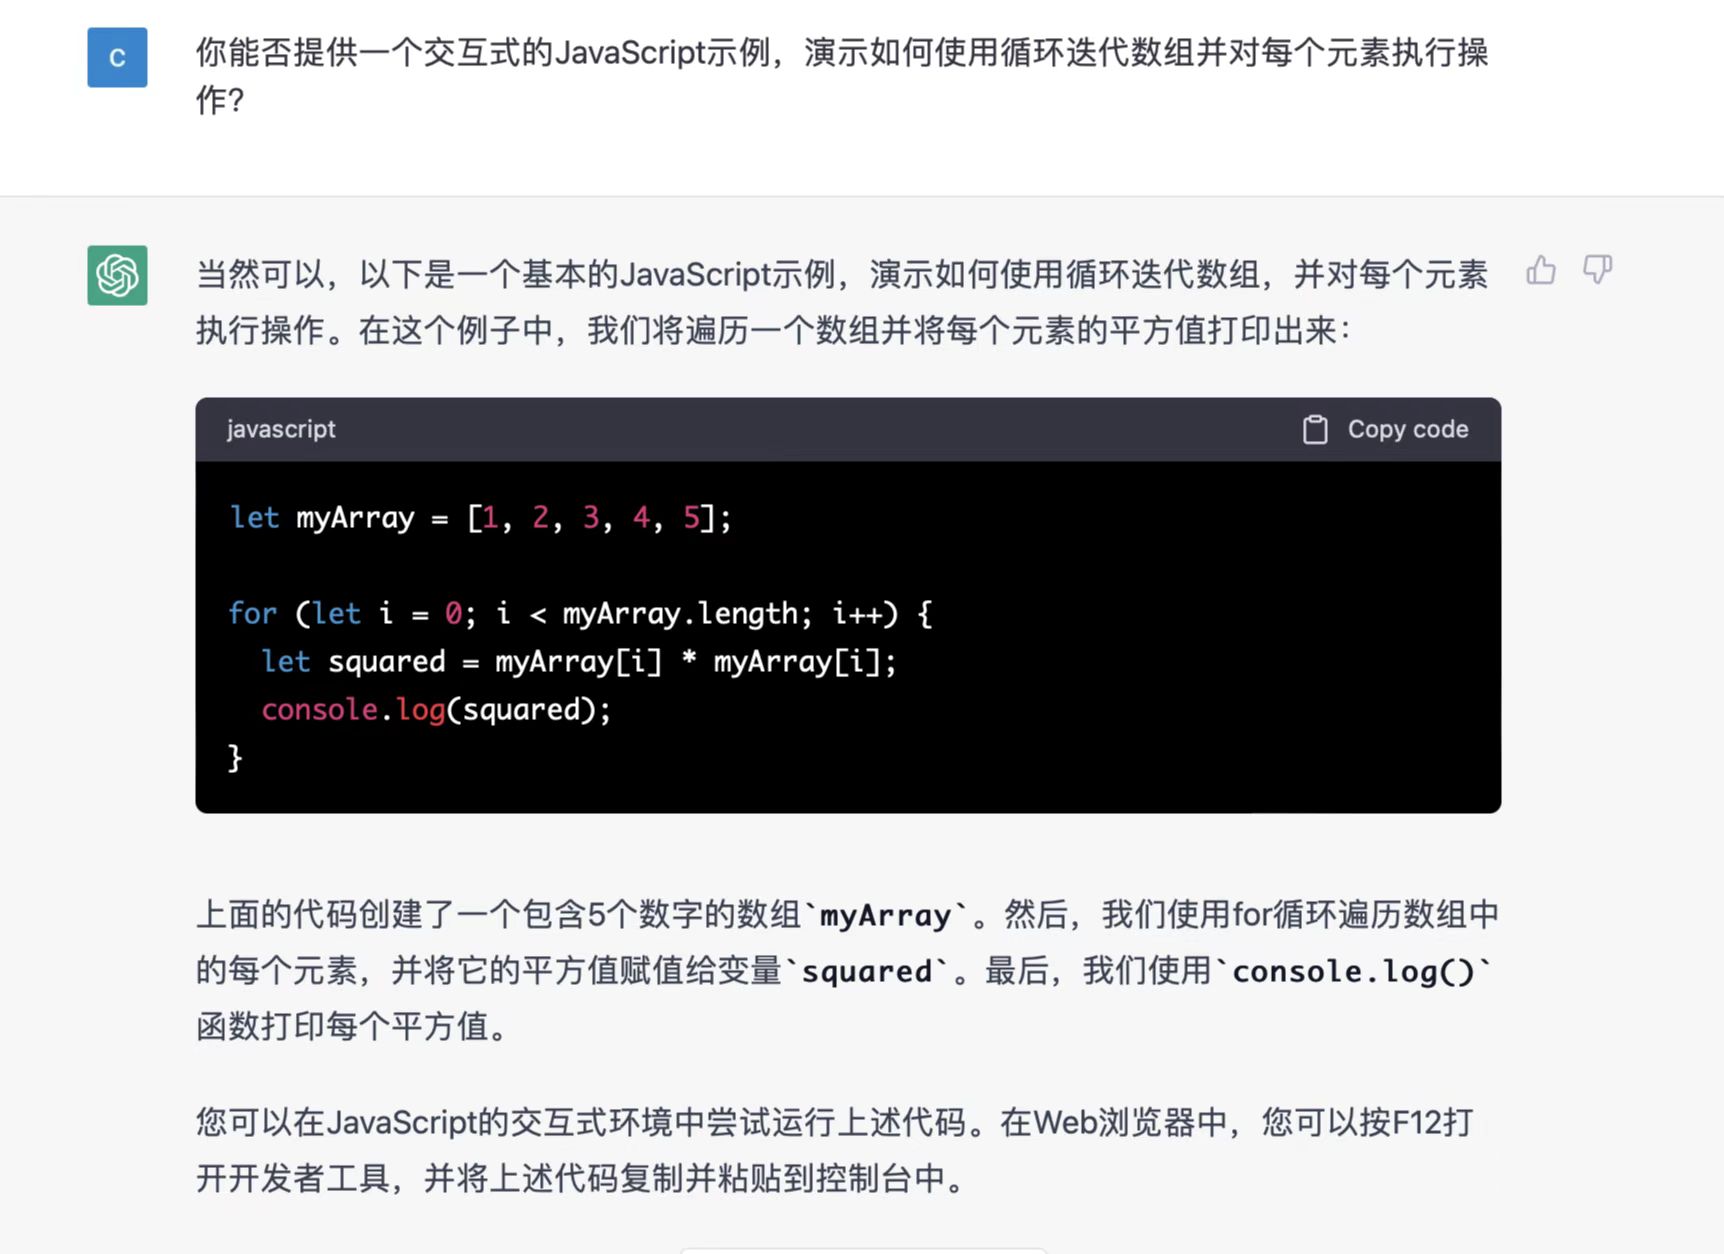 C
你能否提供一个交互式的JavaScript示例，演示如何使用循环迭代数组并对每个元素执行操
作?
当然可以，以下是一个基本的JavaScript示例，演示如何使用循环迭代数组，并对每个元素
执行操作。在这个例子中，我们将遍历一个数组并将每个元素的平方值打印出来：
javascript
Copy code
let myArray = [1, 2, 3, 4, 5];
for (let i = 0; i < myArray.length; i++) {
  let squared = myArray[i] * myArray[i];
  console.log(squared);
}
上面的代码创建了一个包含5个数字的数组`myArray`。然后，我们使用for循环遍历数组中
的每个元素，并将它的平方值赋值给变量`squared`。最后，我们使用`console.log()`
函数打印每个平方值。
您可以在JavaScript的交互式环境中尝试运行上述代码。在Web浏览器中，您可以按F12打
开开发者工具，并将上述代码复制并粘贴到控制台中。